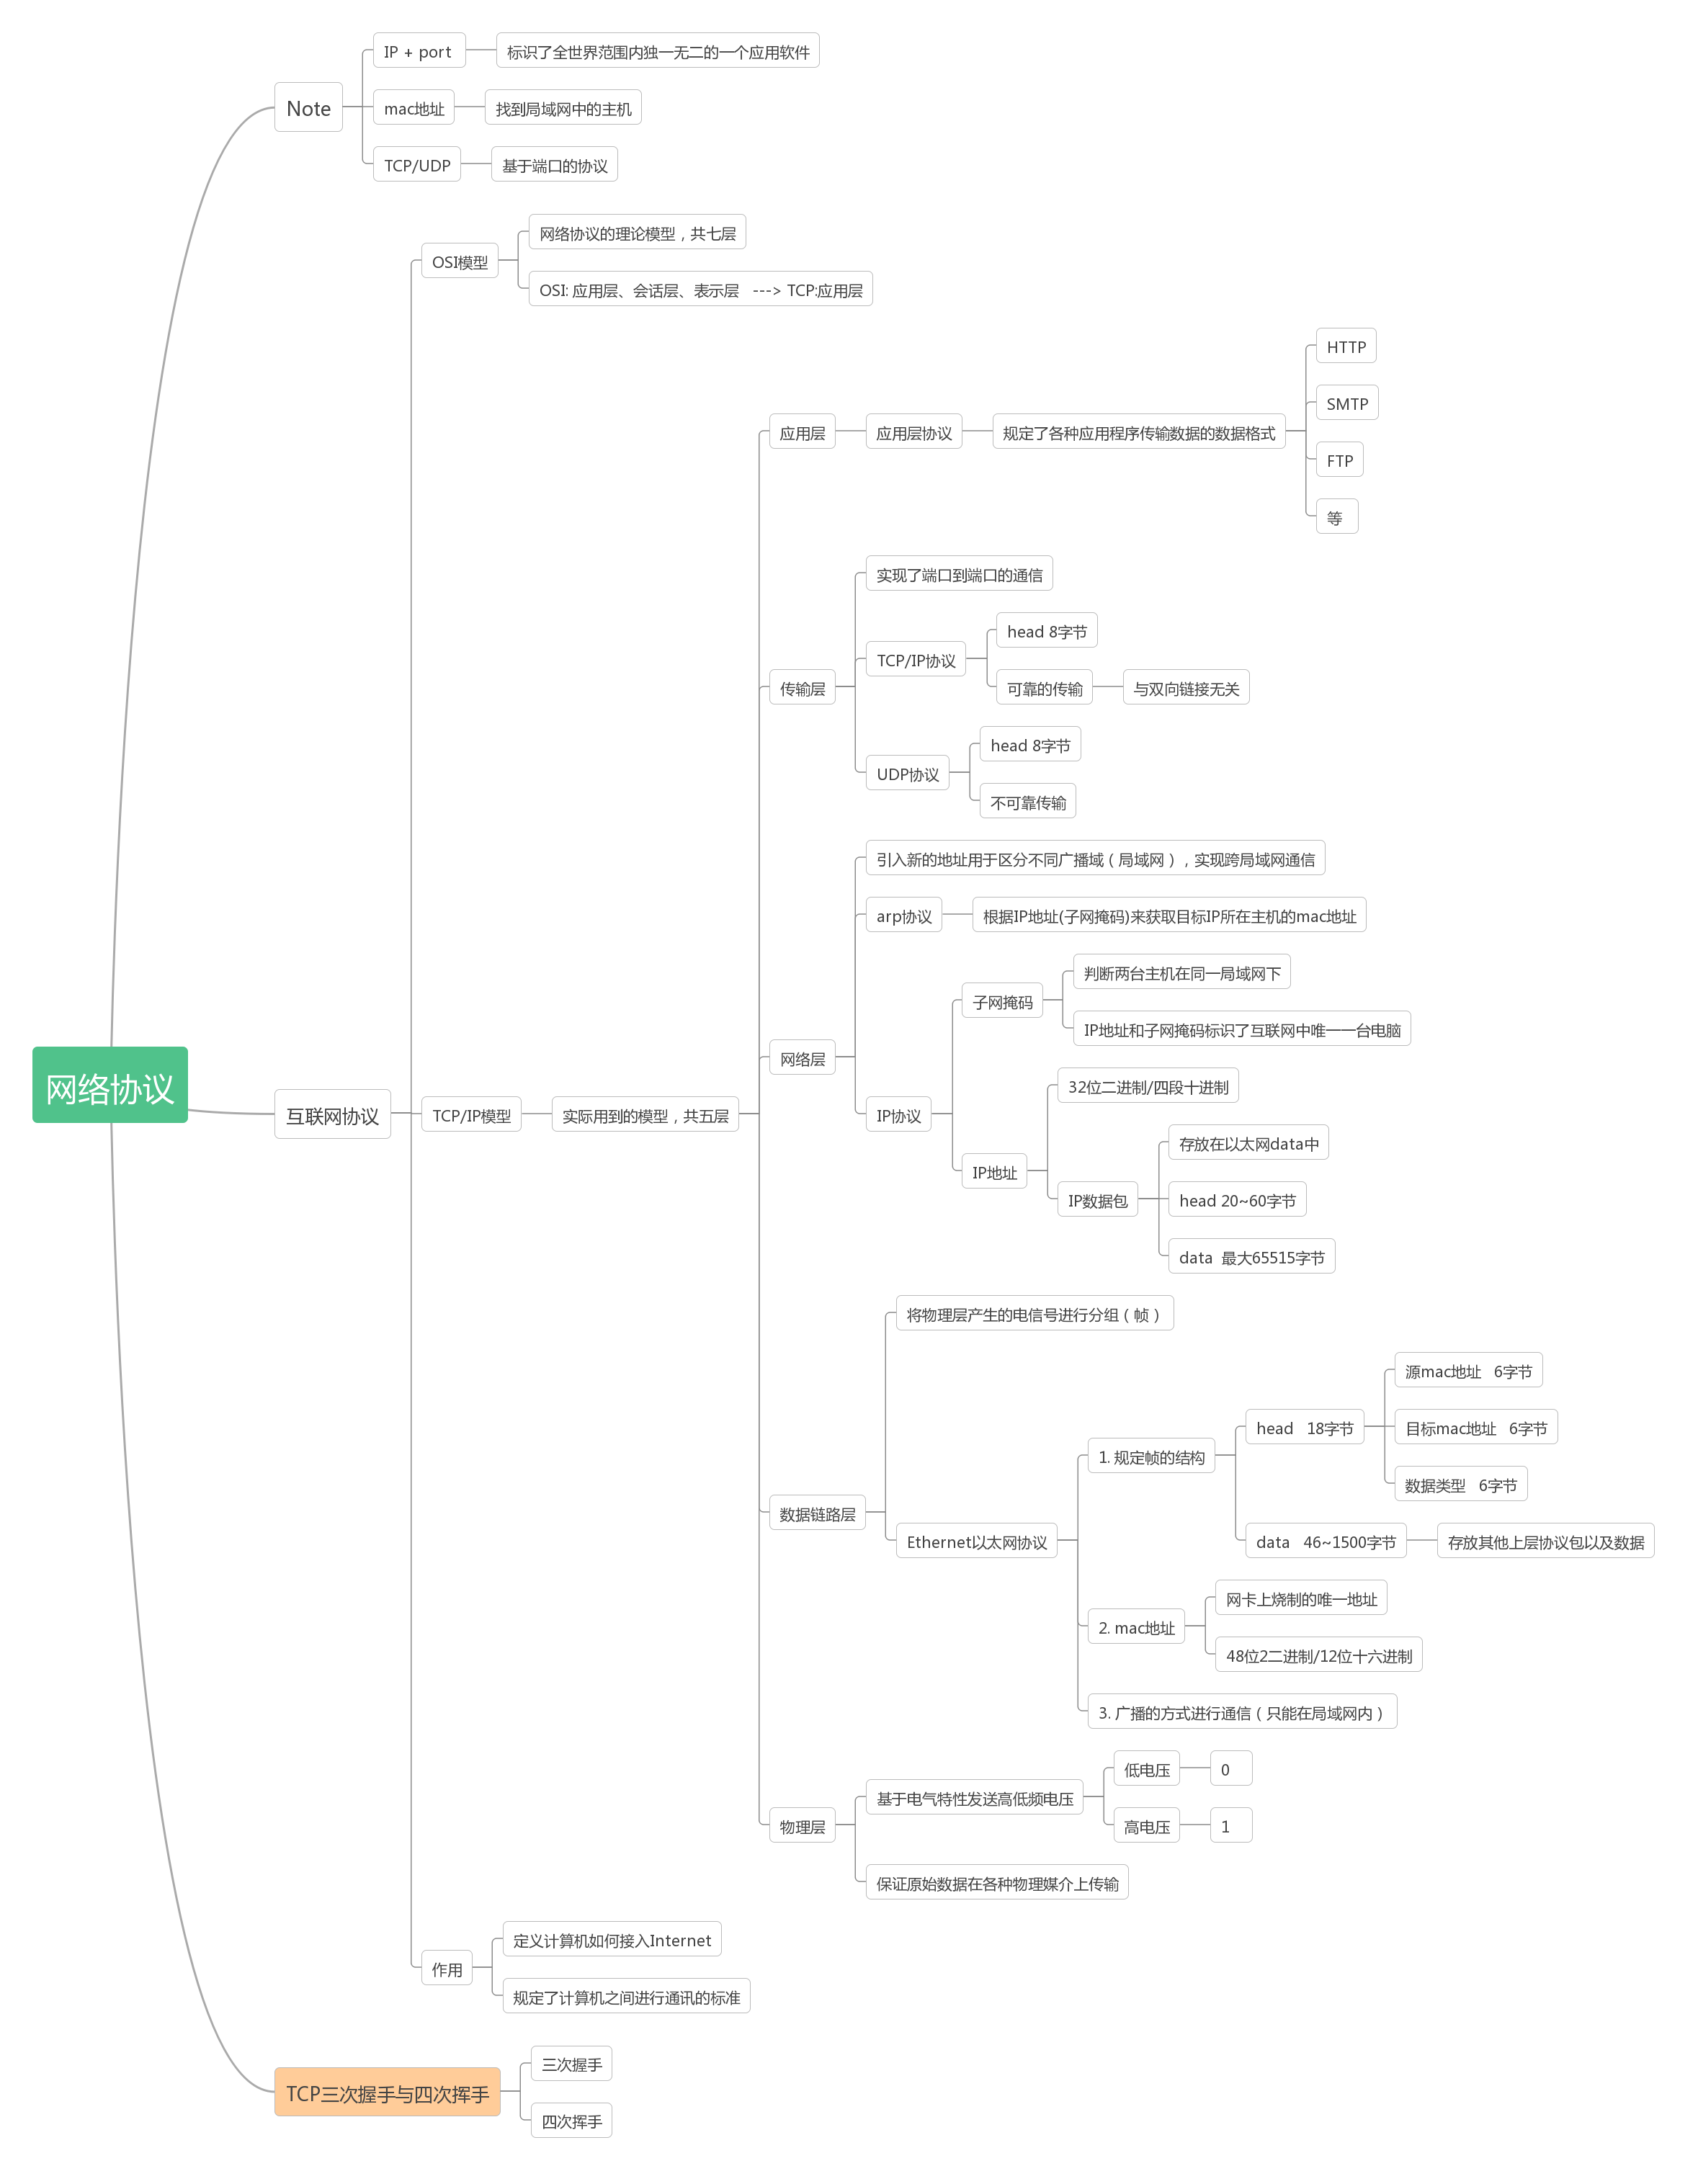 IP + port
标识了全世界范围内独一无二的一个应用软件
Note
mac地址
找到局域网中的主机
TCP/UDP
基于端口的协议
网络协议的理论模型，共七层
OSI模型
OSI: 应用层、会话层、表示层 ---> TCP:应用层
HTTP
SMTP
应用层
应用层协议
规定了各种应用程序传输数据的数据格式
FTP
等
实现了端口到端口的通信
head 8字节
TCP/IP协议
传输层
可靠的传输
与双向链接无关
head 8字节
UDP协议
不可靠传输
引入新的地址用于区分不同广播域（局域网），实现跨局域网通信
arp协议
根据IP地址(子网掩码)来获取目标IP所在主机的mac地址
判断两台主机在同一局域网下
子网掩码
IP地址和子网掩码标识了互联网中唯一一台电脑
网络层
网络协议
32位二进制/四段十进制
互联网协议
TCP/IP模型
实际用到的模型，共五层
IP协议
存放在以太网data中
IP地址
IP数据包
head 20~60字节
data 最大65515字节
将物理层产生的电信号进行分组（帧）
源mac地址 6字节
head 18字节
目标mac地址 6字节
1. 规定帧的结构
数据类型 6字节
数据链路层
Ethernet以太网协议
data 46~1500字节
存放其他上层协议包以及数据
网卡上烧制的唯一地址
2. mac地址
48位2二进制/12位十六进制
3. 广播的方式进行通信（只能在局域网内）
低电压
0
基于电气特性发送高低频电压
物理层
高电压
1
保证原始数据在各种物理媒介上传输
定义计算机如何接入Internet
作用
规定了计算机之间进行通讯的标准
三次握手
TCP三次握手与四次挥手
四次挥手